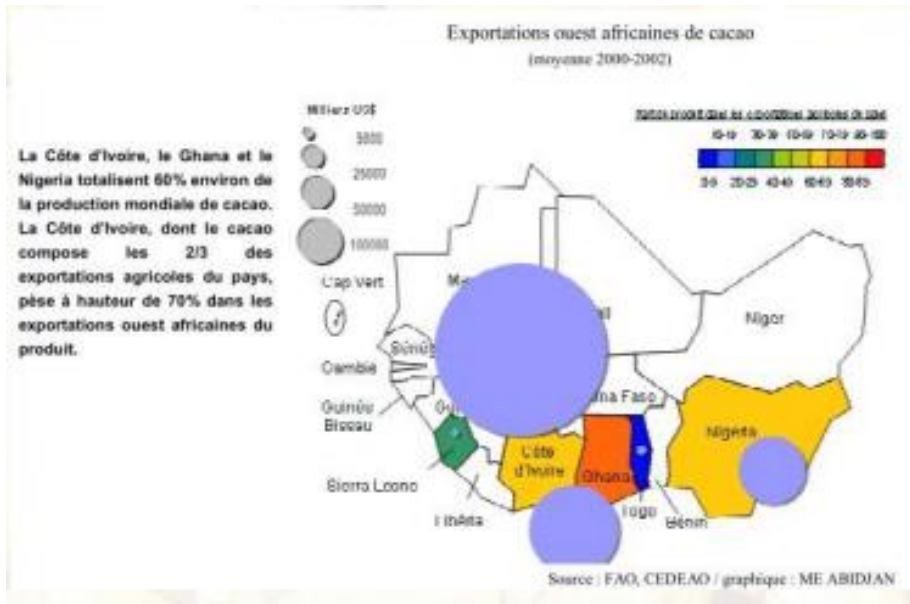 Exportations ouest africaines de cacao
(moyenne 2000-2002)
Milliers US$
5000
25000
50000
100000
La Côte d'Ivoire, le Ghana et le
Nigeria totalisent 60% environ de
la production mondiale de cacao.
La Côte d'Ivoire, dont le cacao
compose les 2/3 des
exportations agricoles du pays,
pèse à hauteur de 70% dans les
exportations ouest africaines du
produit.
Cap Vert
Niger
Gambie
Guinée
Bissau
Nigéria
Côte
d'Ivoire
Ghana
Sierra Leone
Libéria
Togo
Bénin
Source : FAO, CEDEAO / graphique : ME ABIDJAN